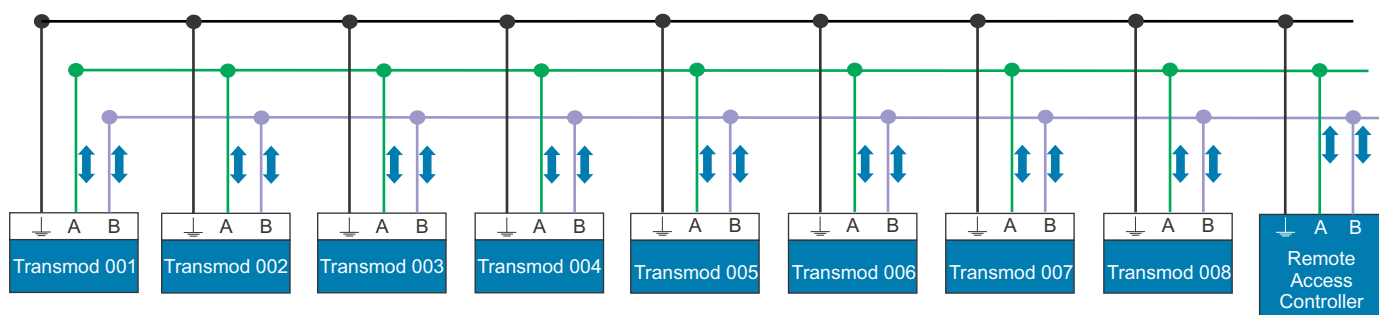 A B A B A B A B A B A B A B A B A B
Transmod 001 Transmod 002 Transmod 003 Transmod 004 Transmod 005 Transmod 006 Transmod 007 Transmod 008 Remote
Access
Controller